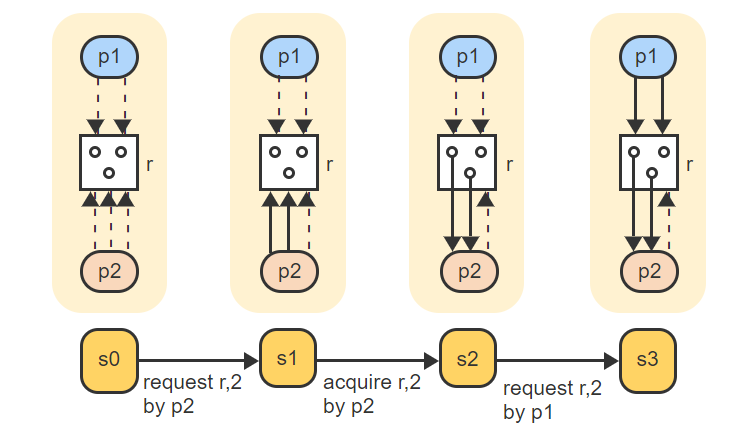 p1 p1 p1 p1
r r r r
p2 p2 p2 p2
s0 s1 s2 s3
request r,2 acquire r,2 request r,2
by p2 by p2 by p1